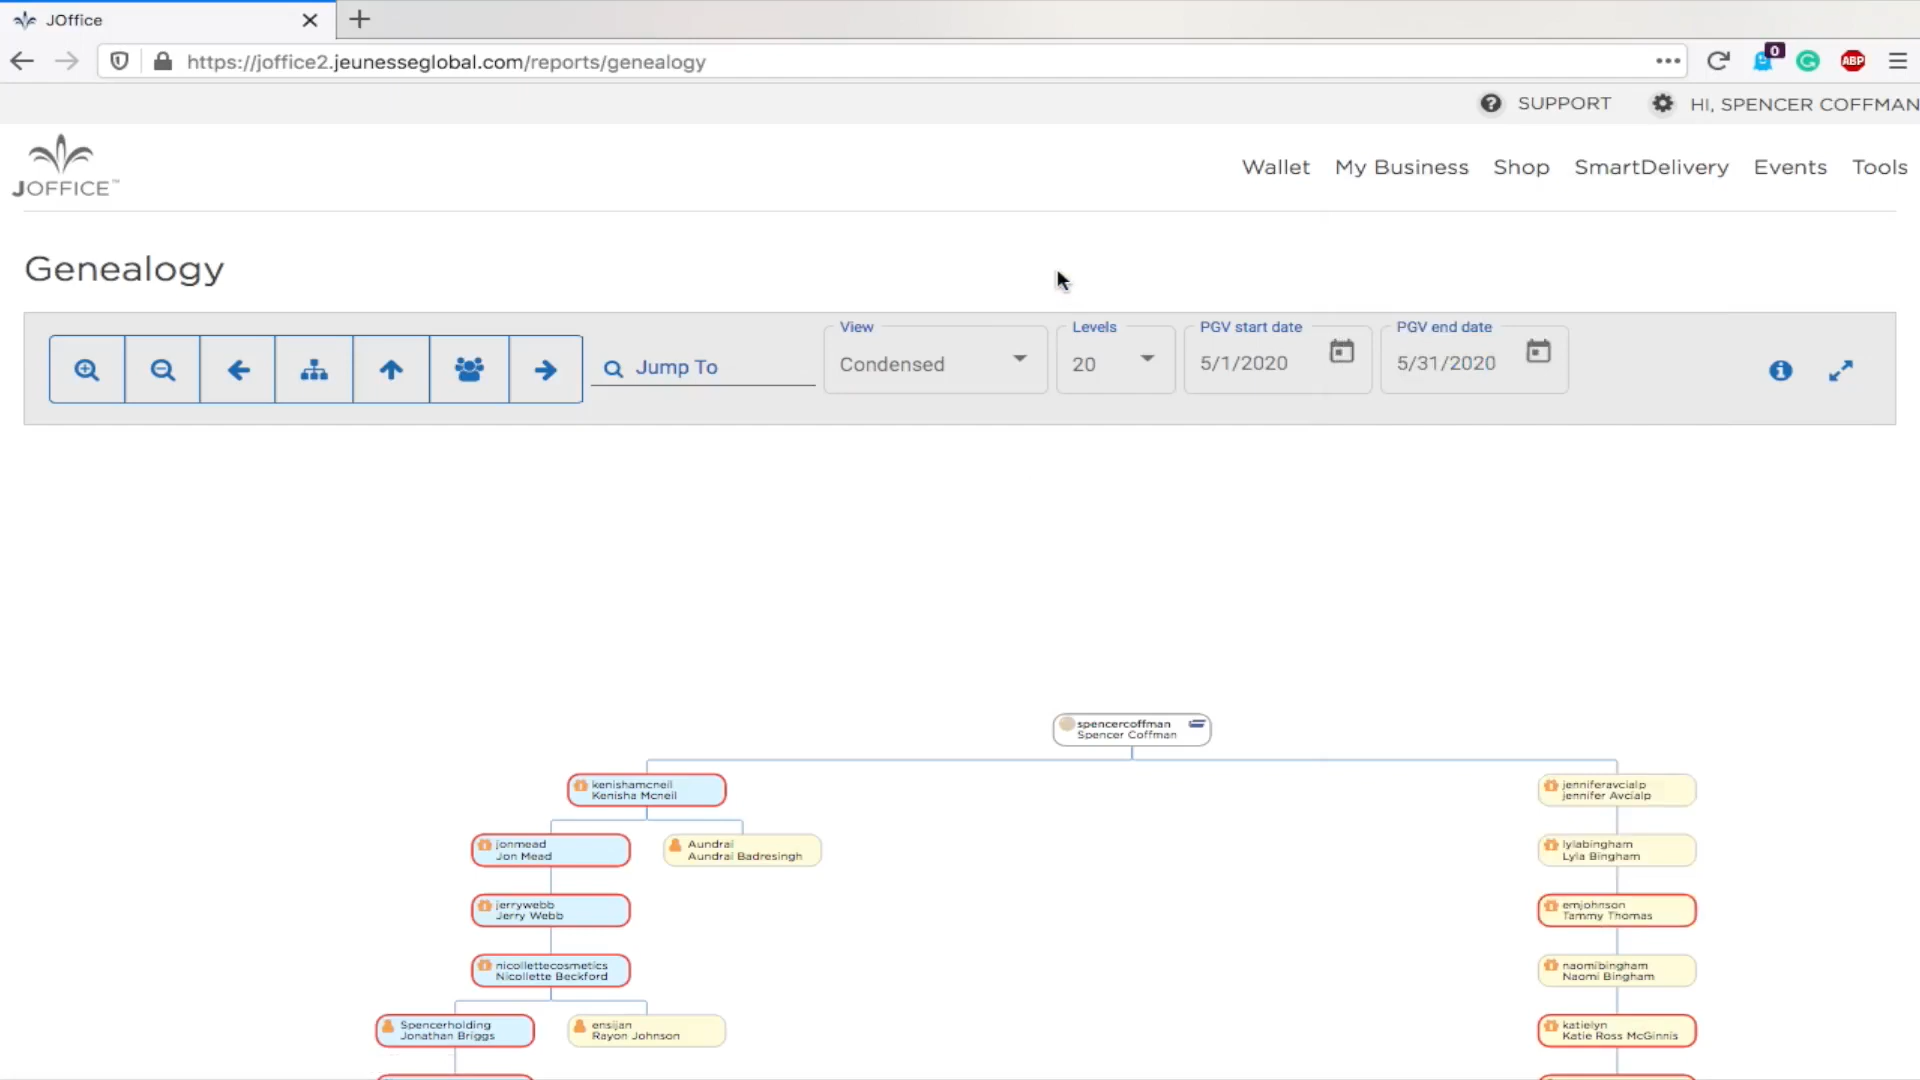 JOffice
https://joffice2.jeunesseglobal.com/reports/genealogy
0
ABP
SUPPORT
HI, SPENCER COFFMAN
JOFFICE™
Wallet My Business Shop SmartDelivery Events Tools
Genealogy
Jump To
View
Condensed
Levels
20
PGV start date
5/1/2020
PGV end date
5/31/2020
spencercoffman
Spencer Coffman
kenishamcneil
Kenisha Mcneil
jenniferavcialp
jennifer Avcialp
jonmead
Jon Mead
Aundrai
Aundrai Badresingh
lylabingham
Lyla Bingham
jerrywebb
Jerry Webb
emjohnson
Tammy Thomas
nicollettecosmetics
Nicollette Beckford
naomibingham
Naomi Bingham
Spencerholding
Jonathan Briggs
ensijan
Rayon Johnson
katielyn
Katie Ross McGinnis